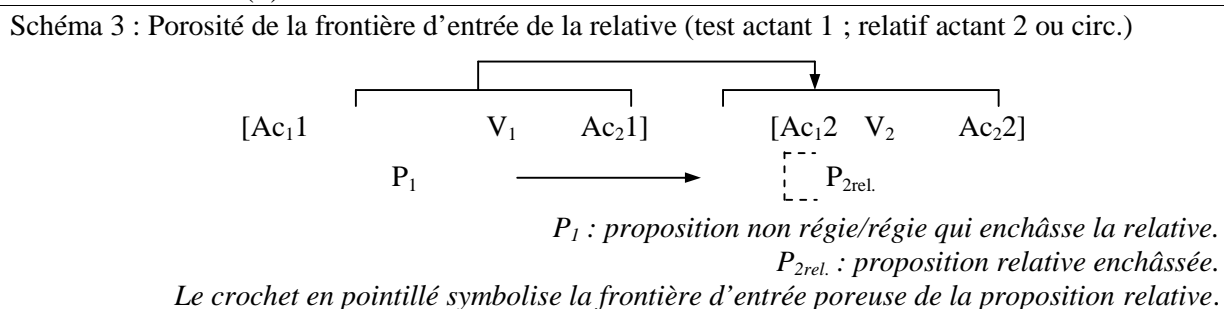 Schéma 3 : Porosité de la frontière d'entrée de la relative (test actant 1 ; relatif actant 2 ou circ.)
[Ac₁1 V₁ Ac₂1] [Ac₁2 V₂ Ac₂2]
P₁ P₂rel.
P₁ : proposition non régie/régie qui enchâsse la relative.
P₂rel. : proposition relative enchâssée.
Le crochet en pointillé symbolise la frontière d'entrée poreuse de la proposition relative.